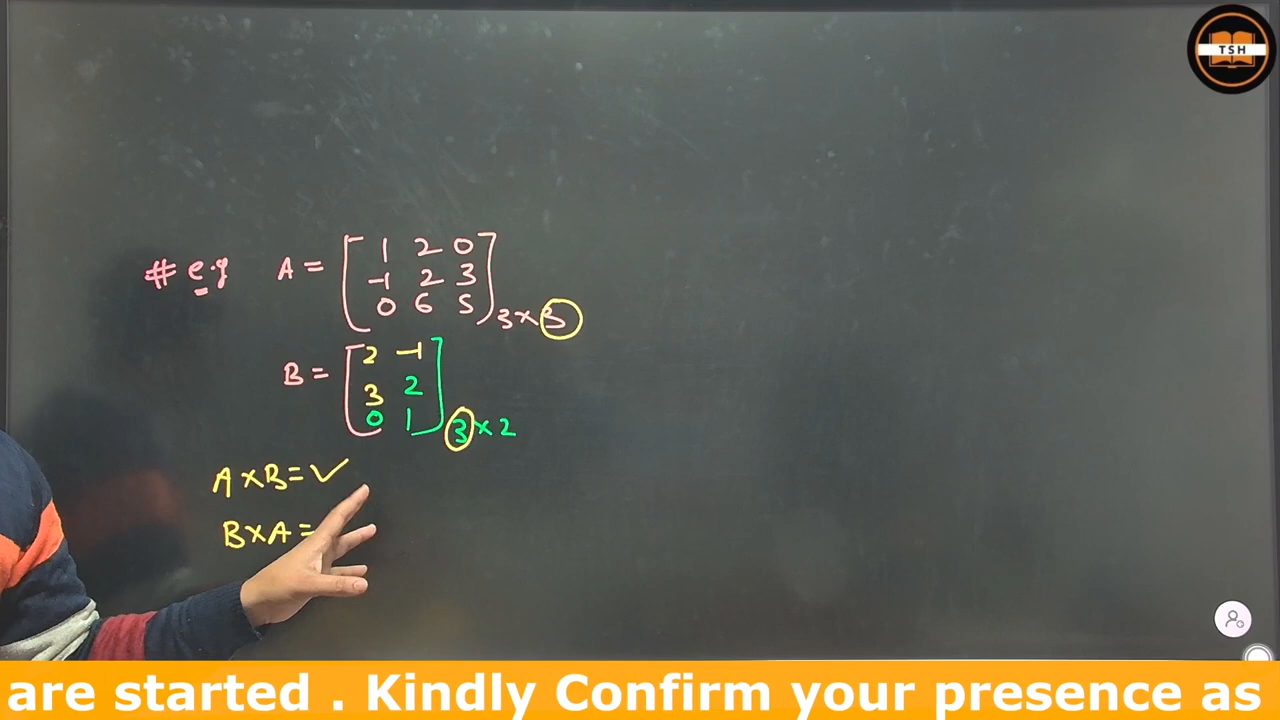 TSH
# e.g A = [ 1 2 0
-1 2 3
0 6 5 ] 3 × 3
B = [ 2 -1
3 2
0 1 ] 3 × 2
A × B = ✓
B × A =
are started . Kindly Confirm your presence as